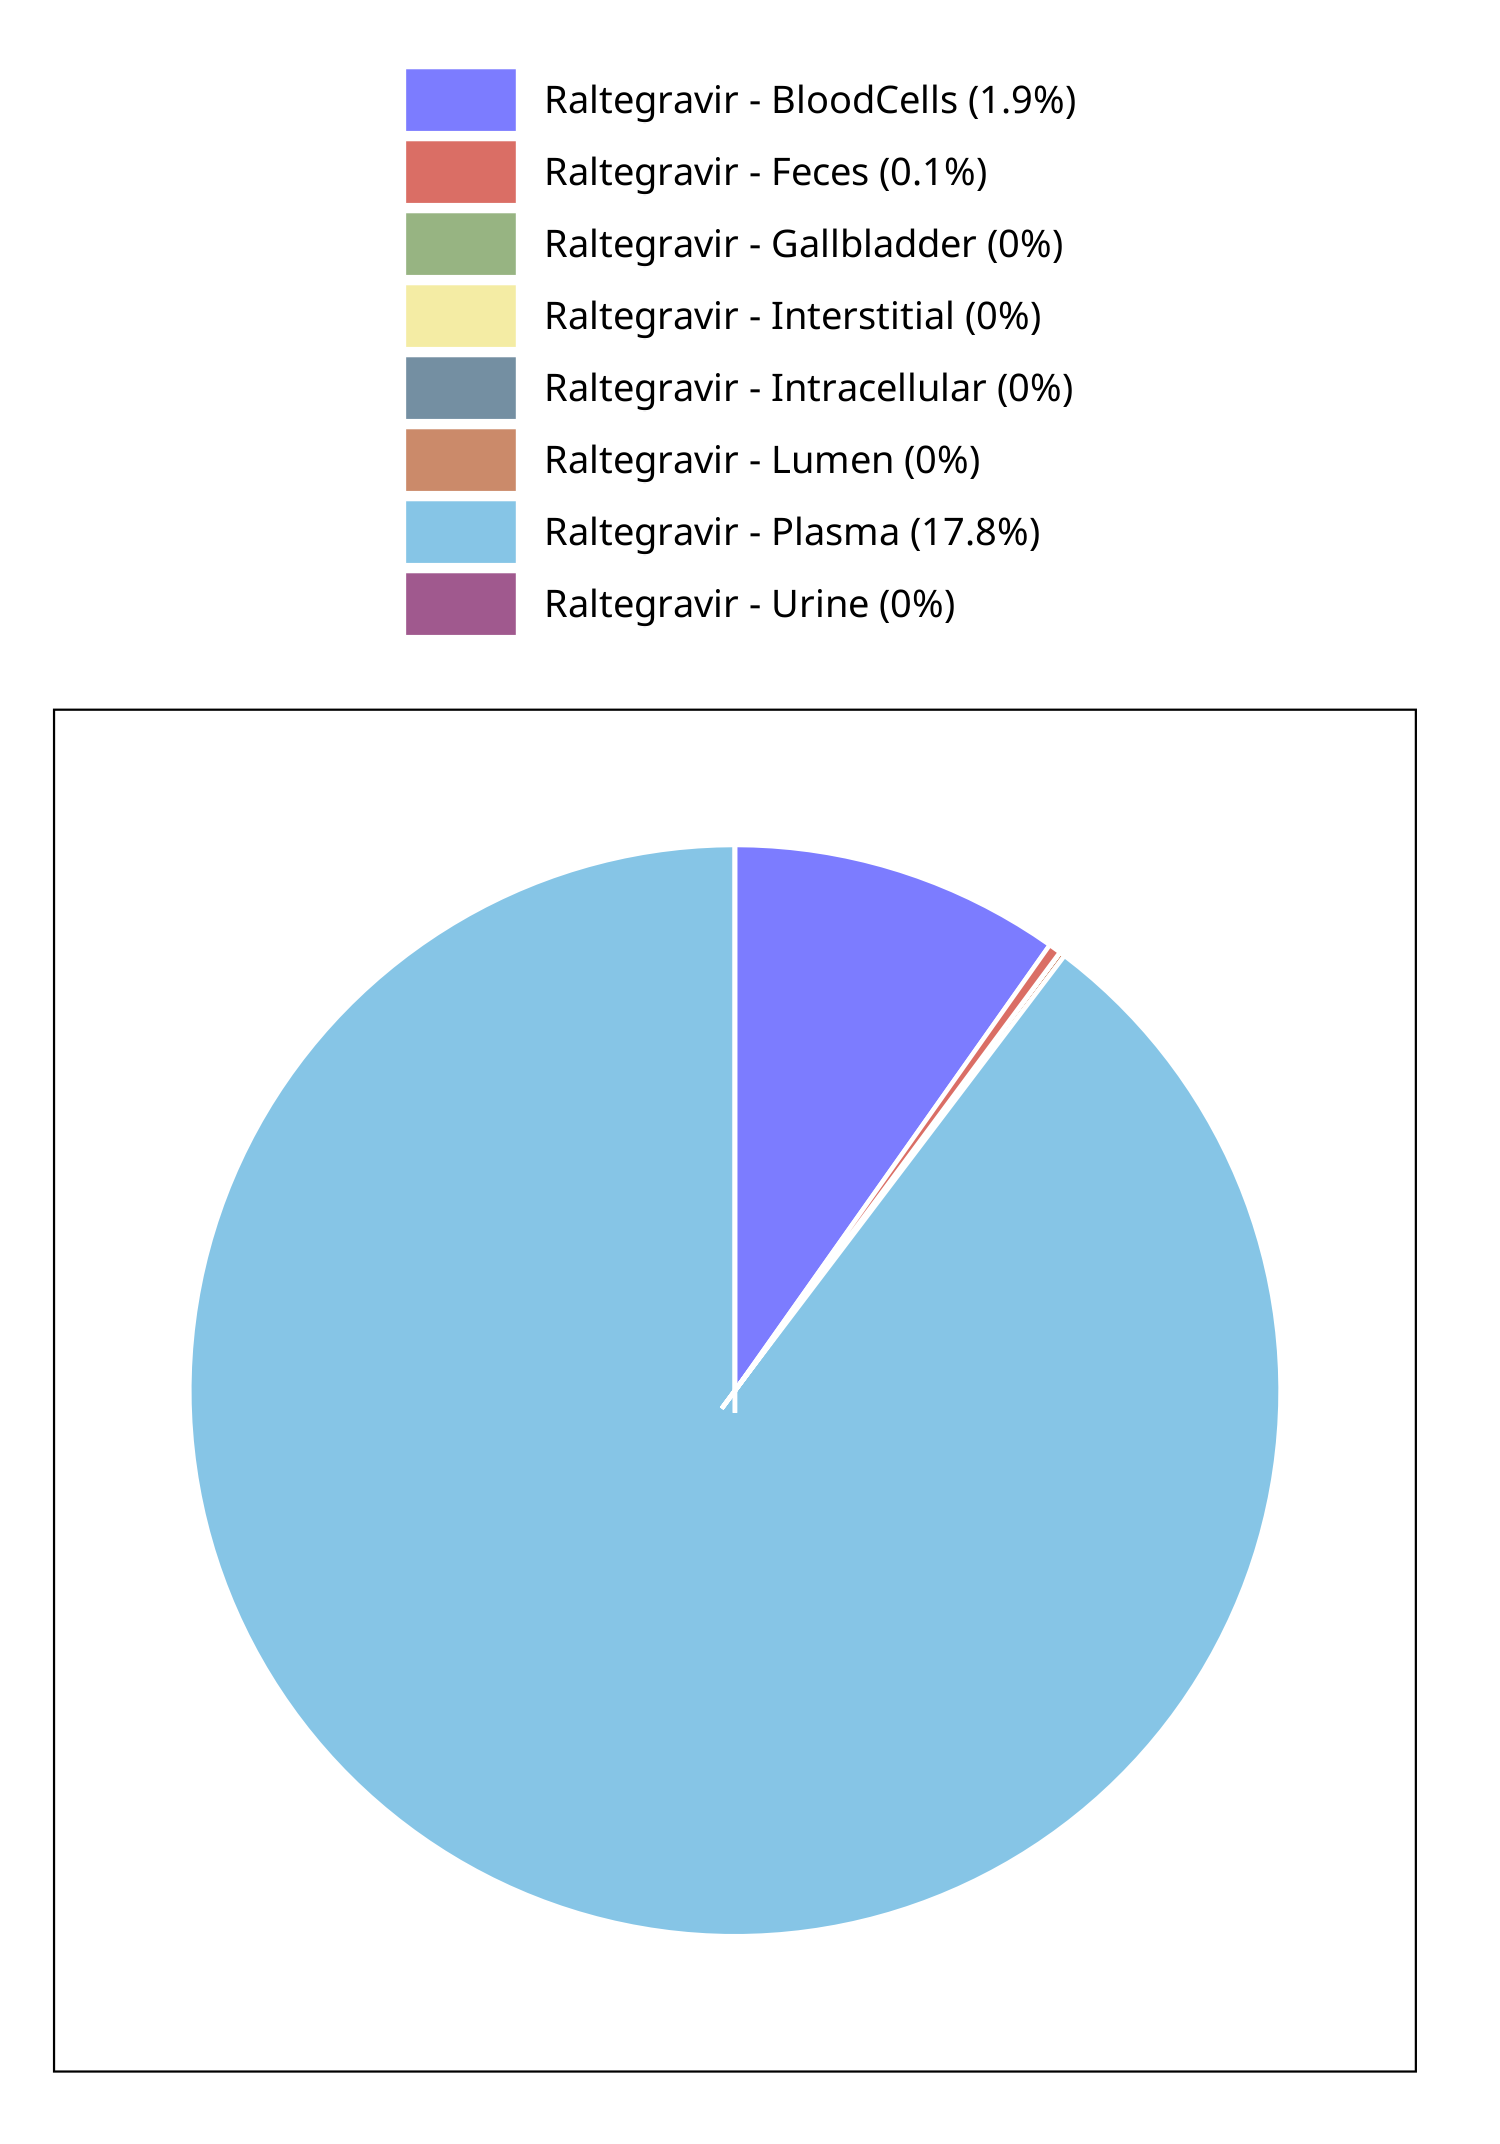 Raltegravir - BloodCells (1.9%)
Raltegravir - Feces (0.1%)
Raltegravir - Gallbladder (0%)
Raltegravir - Interstitial (0%)
Raltegravir - Intracellular (0%)
Raltegravir - Lumen (0%)
Raltegravir - Plasma (17.8%)
Raltegravir - Urine (0%)